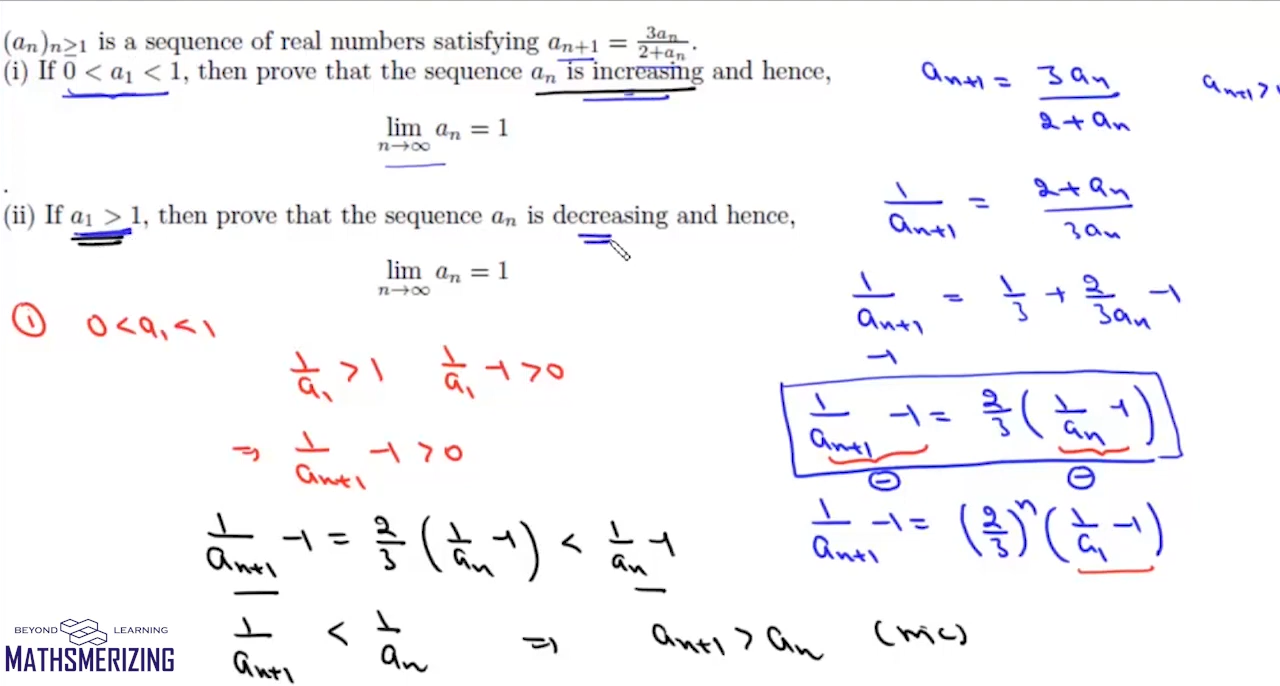 (aₙ)ₙ≥₁ is a sequence of real numbers satisfying aₙ₊₁ = 3aₙ/(2+aₙ).
(i) If 0 < a₁ < 1, then prove that the sequence aₙ is increasing and hence,
lim n→∞ aₙ = 1
.
(ii) If a₁ > 1, then prove that the sequence aₙ is decreasing and hence,
lim n→∞ aₙ = 1
① 0 < a₁ < 1
1/a₁ > 1    1/a₁ -1 > 0
⇒ 1/aₙ₊₁ -1 > 0
1/aₙ₊₁ -1 = 2/3 (1/aₙ -1) < 1/aₙ -1
1/aₙ₊₁ < 1/aₙ ⇒ aₙ₊₁ > aₙ (inc)
aₙ₊₁ = 3aₙ/(2+aₙ)    aₙ₊₁ >
1/aₙ₊₁ = (2+aₙ)/3aₙ
1/aₙ₊₁ -1 = 1/3 + 2/3aₙ -1
1/aₙ₊₁ -1 = 2/3 (1/aₙ -1)
⊖ ⊖
1/aₙ₊₁ -1 = (2/3)ⁿ (1/a₁ -1)
BEYOND LEARNING
MATHSMERIZING